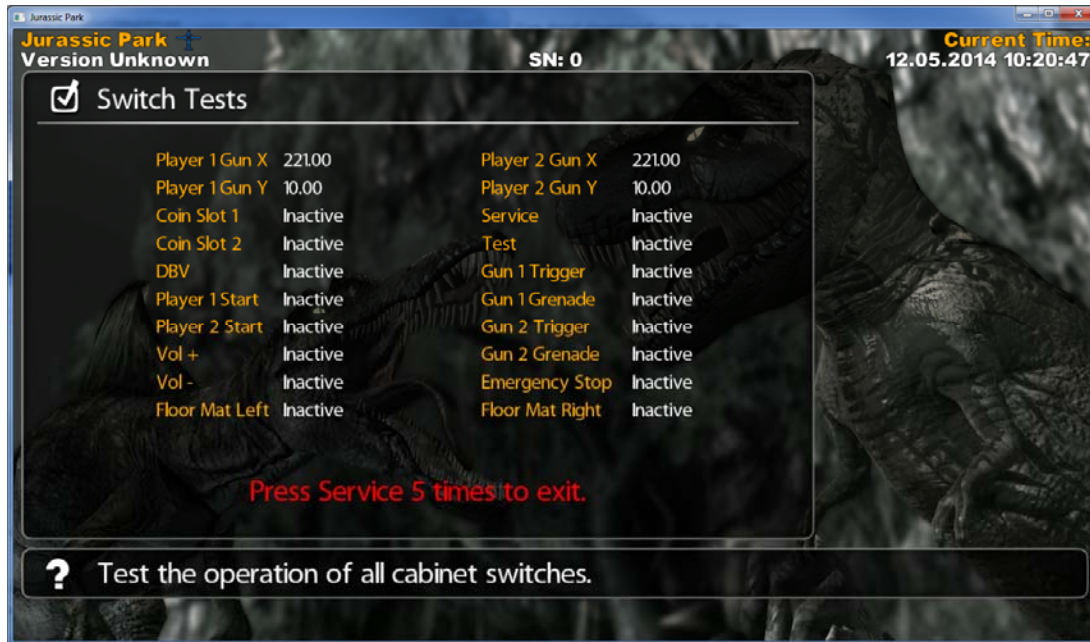 Jurassic Park
Jurassic Park
Version Unknown
SN: 0
Current Time:
12.05.2014 10:20:47
Switch Tests
Player 1 Gun X 221.00 Player 2 Gun X 221.00
Player 1 Gun Y 10.00 Player 2 Gun Y 10.00
Coin Slot 1 Inactive Service Inactive
Coin Slot 2 Inactive Test Inactive
DBV Inactive Gun 1 Trigger Inactive
Player 1 Start Inactive Gun 1 Grenade Inactive
Player 2 Start Inactive Gun 2 Trigger Inactive
Vol + Inactive Gun 2 Grenade Inactive
Vol - Inactive Emergency Stop Inactive
Floor Mat Left Inactive Floor Mat Right Inactive
Press Service 5 times to exit.
? Test the operation of all cabinet switches.